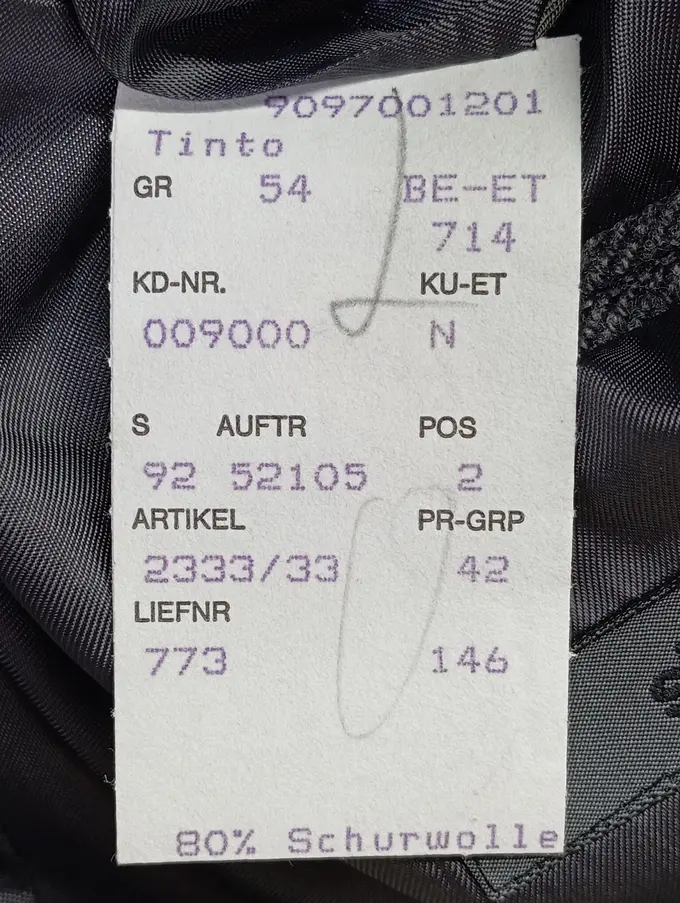 9097001201
Tinto
GR 54 BE-ET
714
KD-NR. KU-ET
009000 N
S AUFTR POS
92 52105 2
ARTIKEL PR-GRP
2333/33 42
LIEFNR
773 146
80% Schurwolle